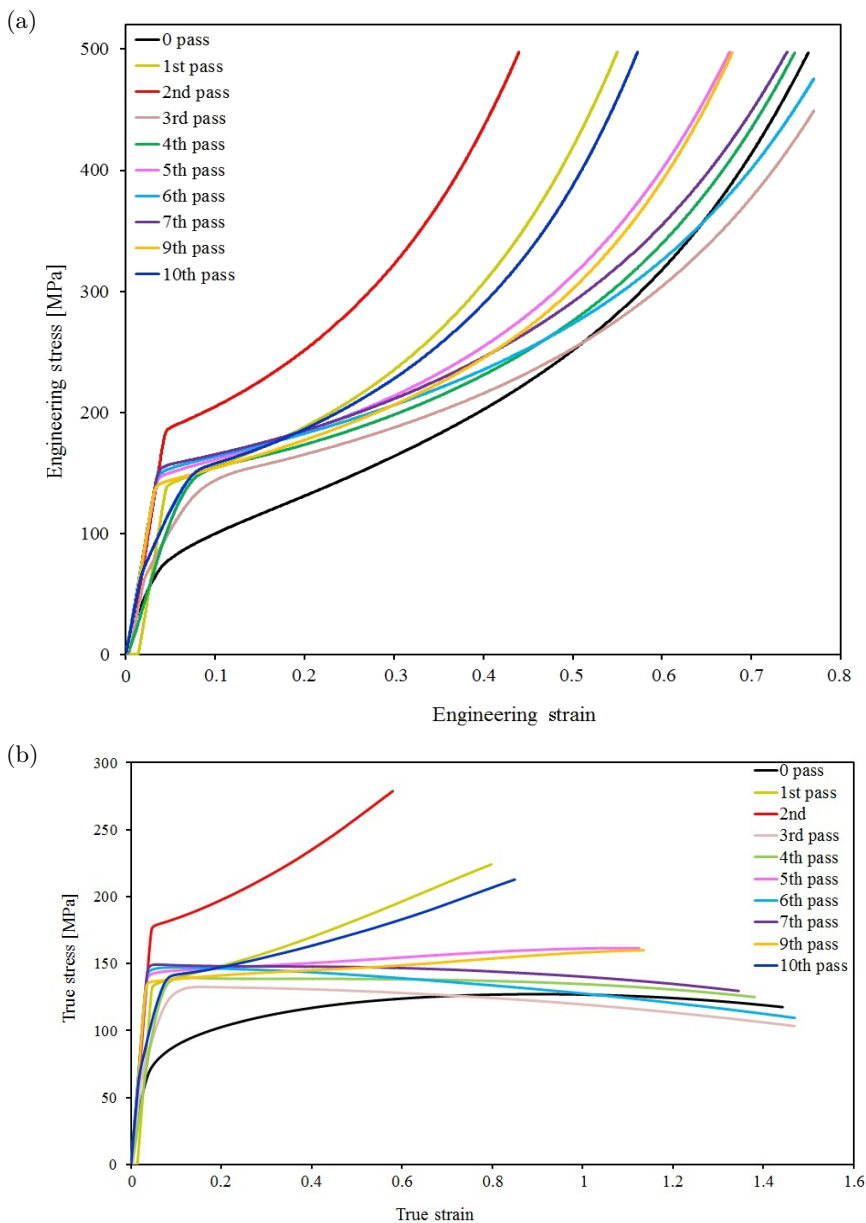 (a)
500
400
300
200
100
0
Engineering stress [MPa]
0 pass
1st pass
2nd pass
3rd pass
4th pass
5th pass
6th pass
7th pass
9th pass
10th pass
0 0.1 0.2 0.3 0.4 0.5 0.6 0.7 0.8
Engineering strain
(b)
300
250
200
150
100
50
0
True stress [MPa]
0 pass
1st pass
2nd
3rd pass
4th pass
5th pass
6th pass
7th pass
9th pass
10th pass
0 0.2 0.4 0.6 0.8 1 1.2 1.4 1.6
True strain